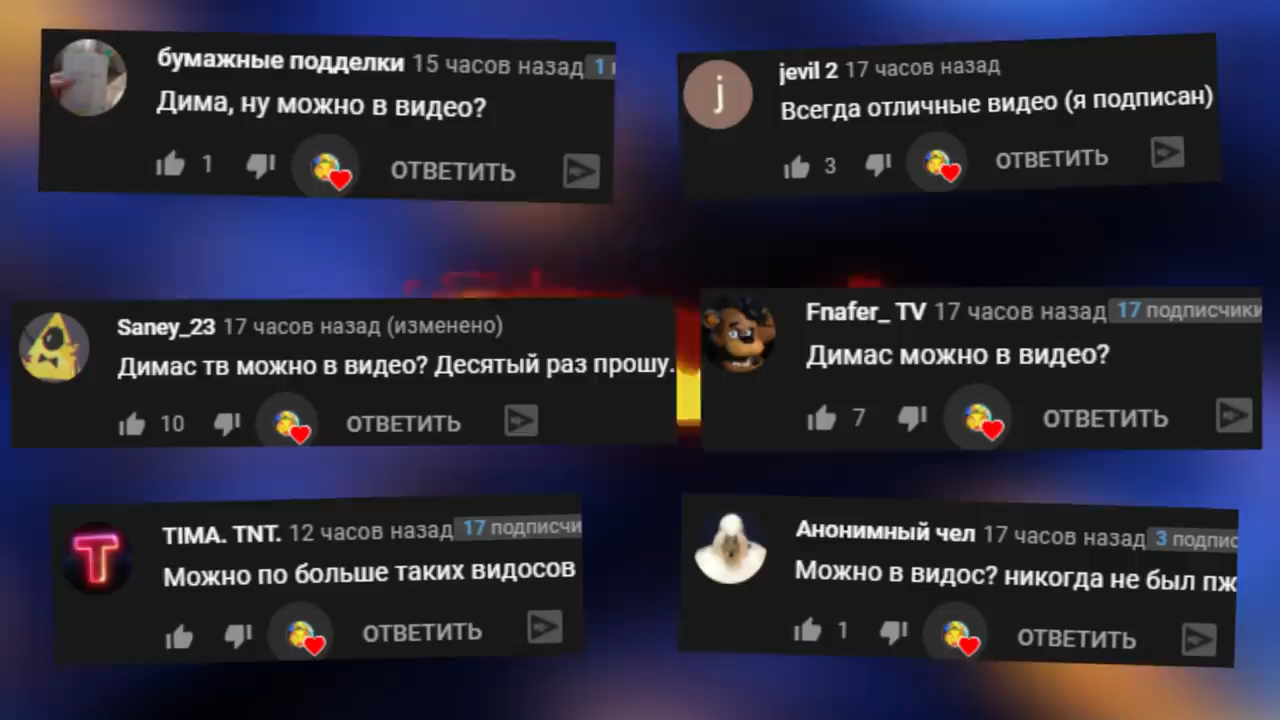 бумажные подделки 15 часов назад 1
Дима, ну можно в видео?
1 ОТВЕТИТЬ
jevil 2 17 часов назад
j
Всегда отличные видео (я подписан)
3 ОТВЕТИТЬ
Saney_23 17 часов назад (изменено)
Димас тв можно в видео? Десятый раз прошу.
10 ОТВЕТИТЬ
Fnafer_ TV 17 часов назад 17 подписчики
Димас можно в видео?
7 ОТВЕТИТЬ
TIMA. TNT. 12 часов назад 17 подписчи
T
Можно по больше таких видосов
ОТВЕТИТЬ
Анонимный чел 17 часов назад 3 подпис
Можно в видос? никогда не был пж
1 ОТВЕТИТЬ